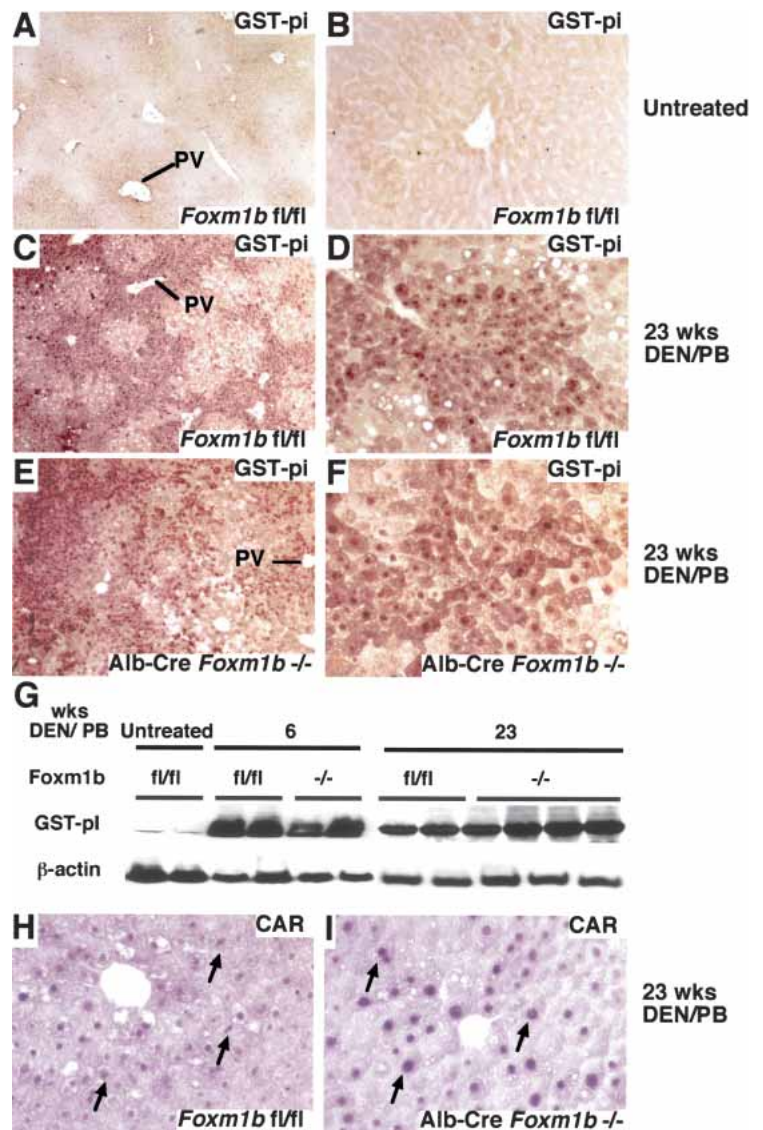 A GST-pi B GST-pi
Untreated
PV
Foxm1b fl/fl Foxm1b fl/fl
C GST-pi D GST-pi
PV
23 wks
DEN/PB
Foxm1b fl/fl Foxm1b fl/fl
E GST-pi F GST-pi
PV
23 wks
DEN/PB
Alb-Cre Foxm1b -/- Alb-Cre Foxm1b -/-
G
wks
DEN/ PB Untreated 6 23
Foxm1b fl/fl fl/fl -/- fl/fl -/-
GST-pI
β-actin
H CAR I CAR
23 wks
DEN/PB
Foxm1b fl/fl Alb-Cre Foxm1b -/-